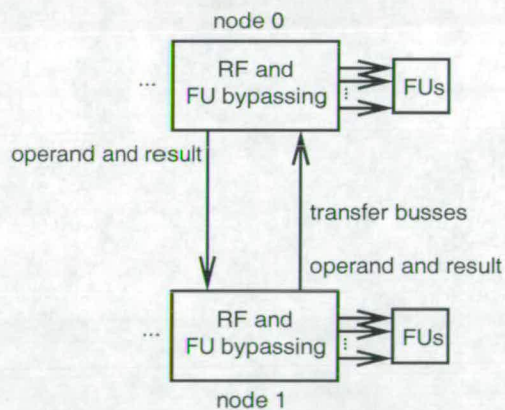 node 0
RF and
FU bypassing
...
FUs
operand and result
transfer busses
operand and result
RF and
FU bypassing
...
FUs
node 1